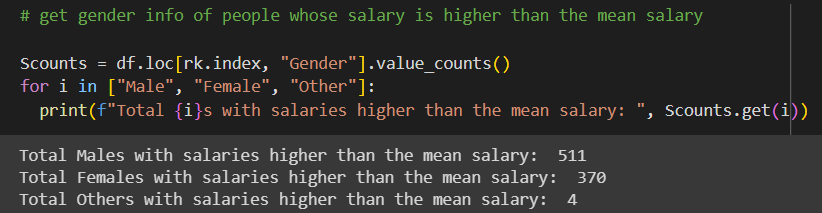 # get gender info of people whose salary is higher than the mean salary
Scounts = df.loc[rk.index, "Gender"].value_counts()
for i in ["Male", "Female", "Other"]:
  print(f"Total {i}s with salaries higher than the mean salary: ", Scounts.get(i))
Total Males with salaries higher than the mean salary:  511
Total Females with salaries higher than the mean salary:  370
Total Others with salaries higher than the mean salary:  4